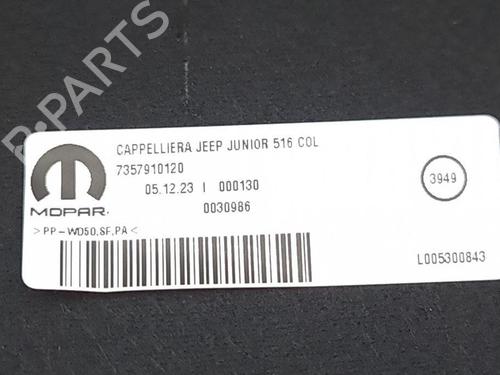 B-PARTS
CAPPELLIERA JEEP JUNIOR 516 COL
7357910120
05.12.23 I 000130
0030986
MOPAR
>PP-WD50,SF,PA<
3949
L005300843